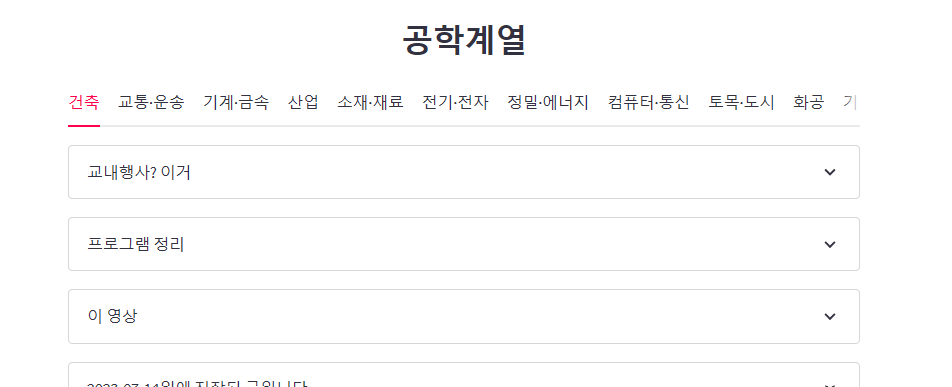 공학계열
건축 교통·운송 기계·금속 산업 소재·재료 전기·전자 정밀·에너지 컴퓨터·통신 토목·도시 화공 기
교내행사? 이거
프로그램 정리
이 영상